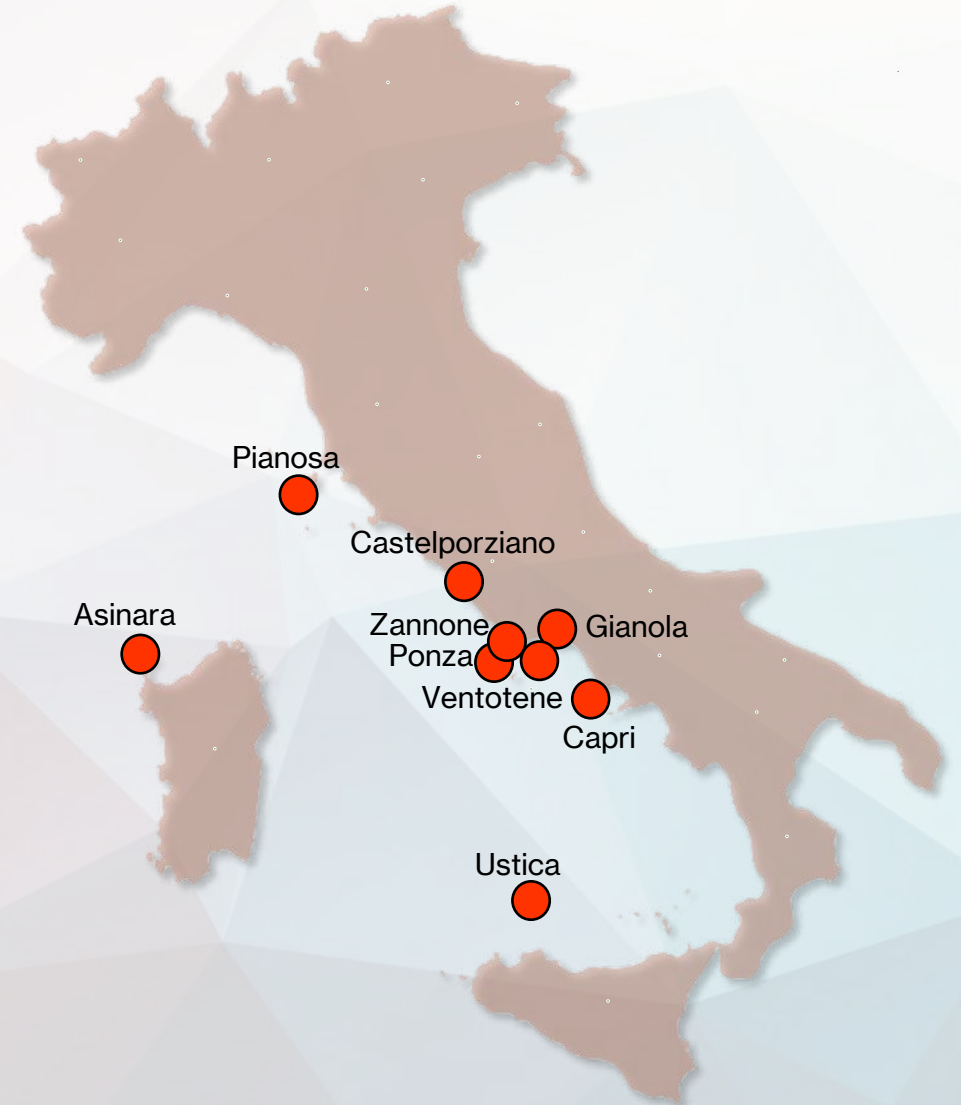 Pianosa
Castelporziano
Asinara
Zannone
Gianola
Ponza
Ventotene
Capri
Ustica